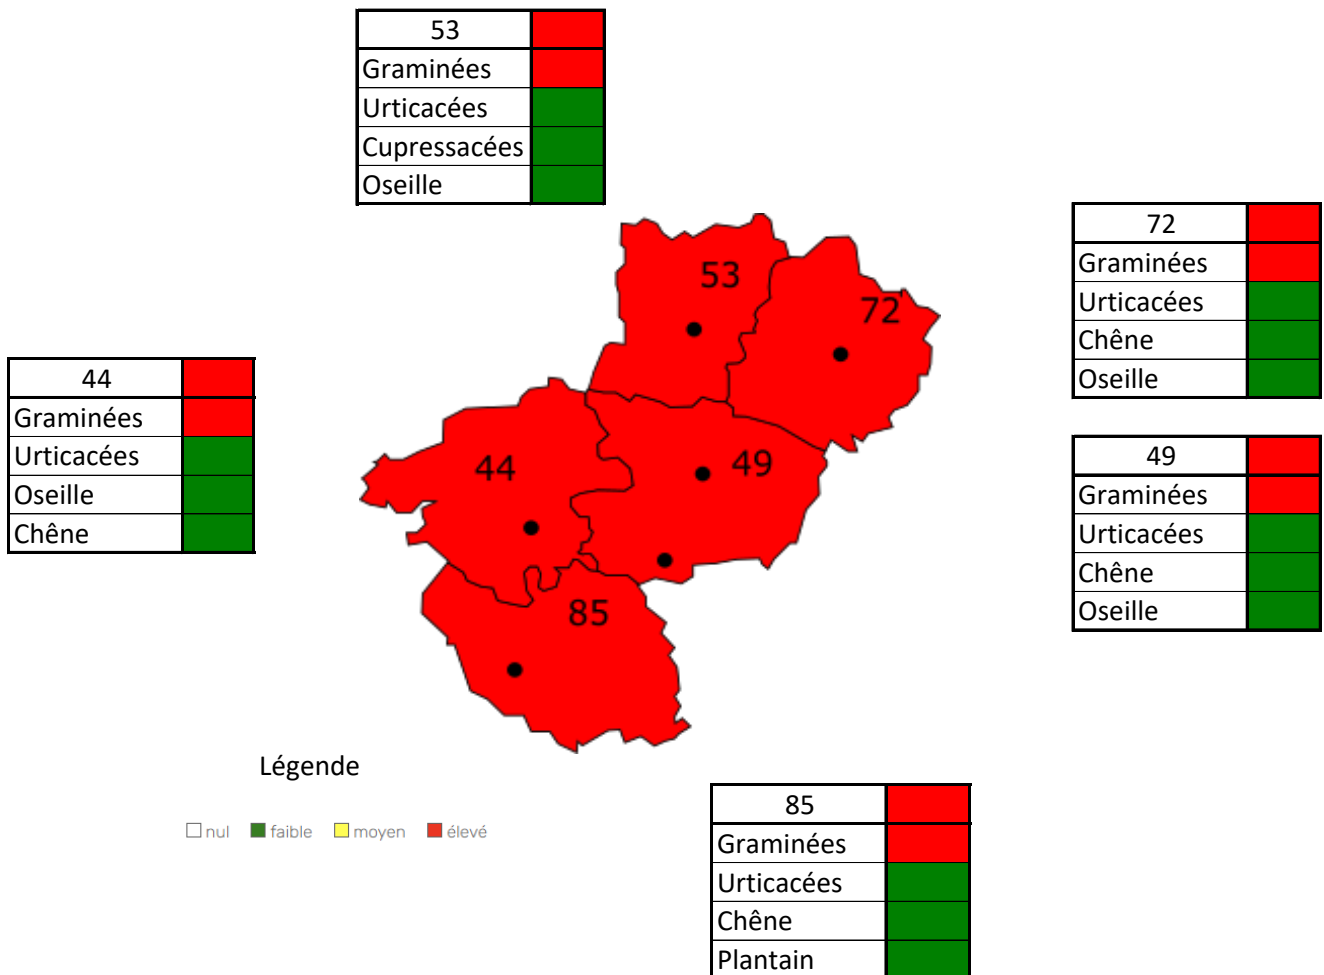 53
Graminées
Urticacées
Cupressacées
Oseille
72
Graminées
Urticacées
Chêne
Oseille
44
Graminées
Urticacées
Oseille
Chêne
49
Graminées
Urticacées
Chêne
Oseille
53
72
44
49
85
Légende
nul faible moyen élevé
85
Graminées
Urticacées
Chêne
Plantain